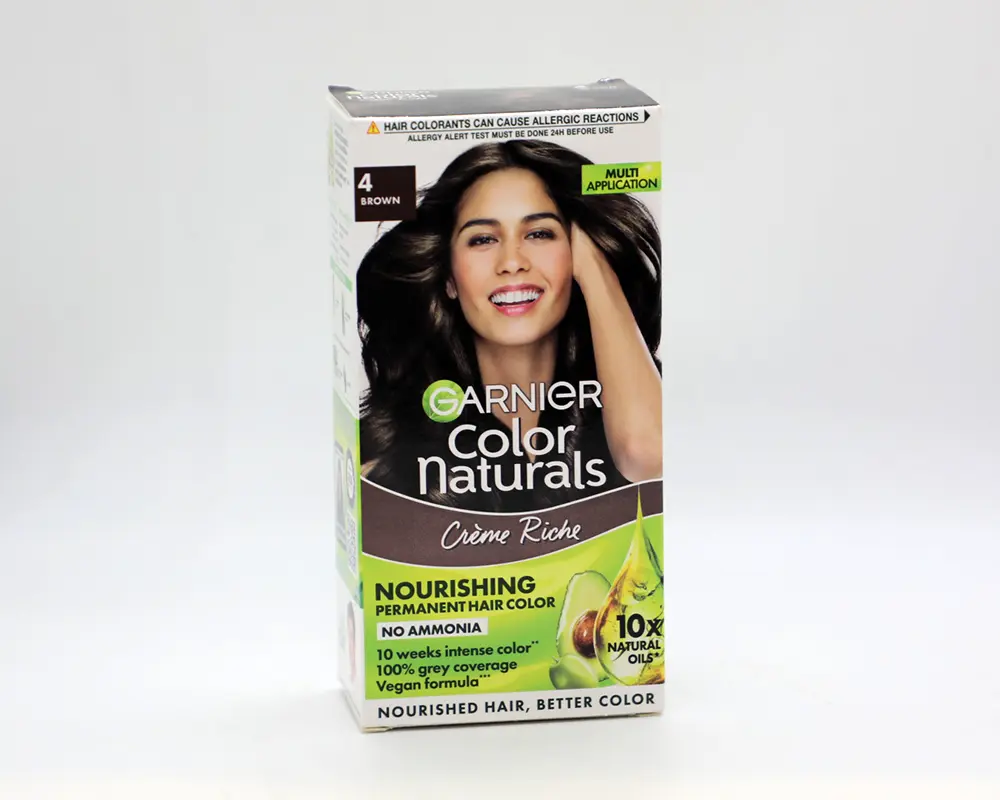 HAIR COLORANTS CAN CAUSE ALLERGIC REACTIONS
ALLERGY ALERT TEST MUST BE DONE 24H BEFORE USE
4
BROWN
MULTI
APPLICATION
GARNIER
Color
Naturals
Crème Riche
NOURISHING
PERMANENT HAIR COLOR
NO AMMONIA
10 weeks intense color**
100% grey coverage
Vegan formula***
10x
NATURAL
OILS*
NOURISHED HAIR, BETTER COLOR